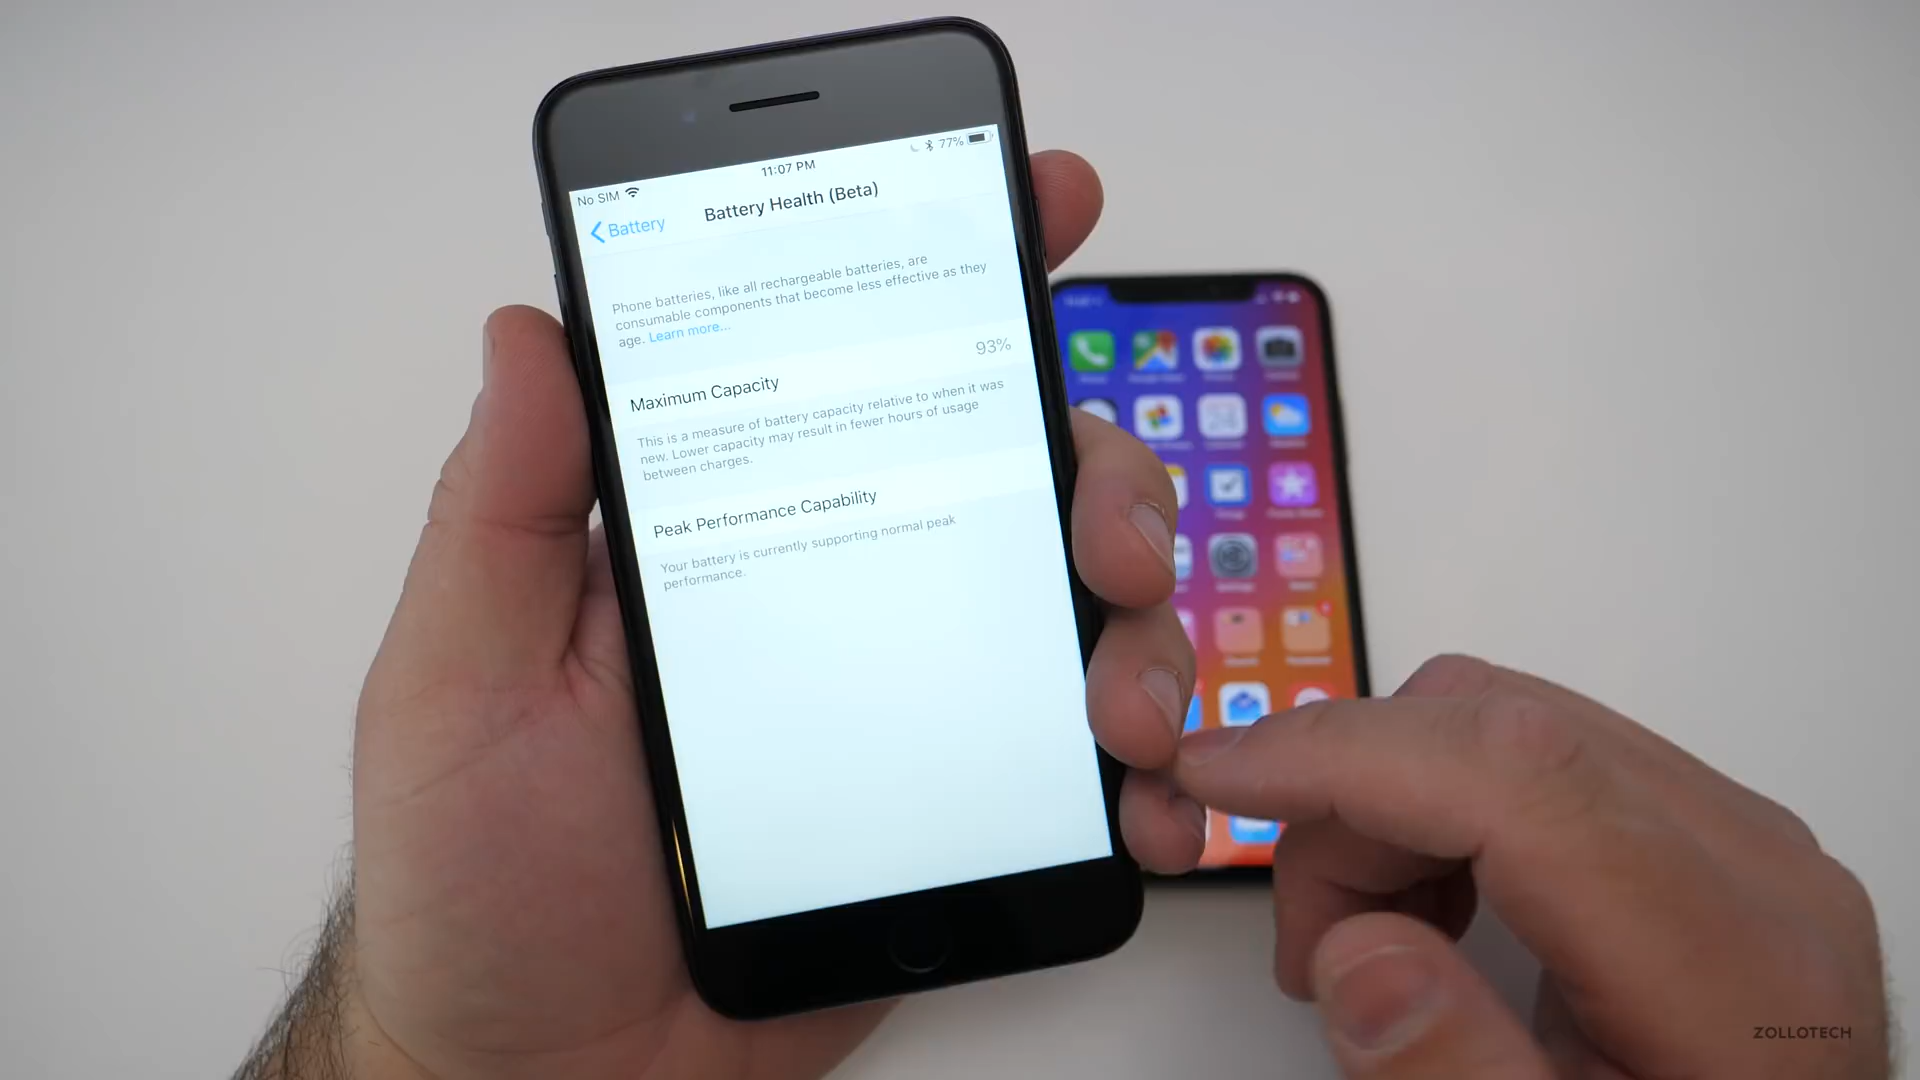 No SIM
11:07 PM
77%
Battery
Battery Health (Beta)
Phone batteries, like all rechargeable batteries, are
consumable components that become less effective as they
age. Learn more...
Maximum Capacity
93%
This is a measure of battery capacity relative to when it was
new. Lower capacity may result in fewer hours of usage
between charges.
Peak Performance Capability
Your battery is currently supporting normal peak
performance.
ZOLLOTECH